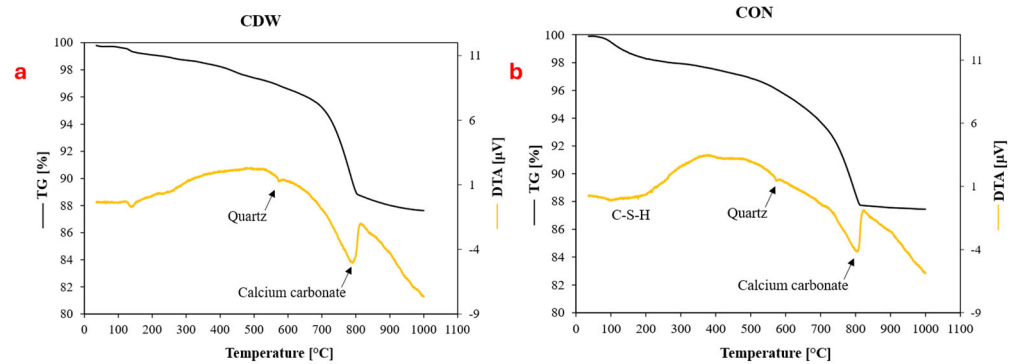 CDW
a
100
98
96
94
92
90
88
86
84
82
80
TG [%]
11
6
1
-4
-9
DTA [µV]
Quartz
Calcium carbonate
0 100 200 300 400 500 600 700 800 900 1000 1100
Temperature [°C]
CON
b
100
98
96
94
92
90
88
86
84
82
80
TG [%]
11
6
1
-4
-9
DTA [µV]
C-S-H
Quartz
Calcium carbonate
0 100 200 300 400 500 600 700 800 900 1000 1100
Temperature [°C]